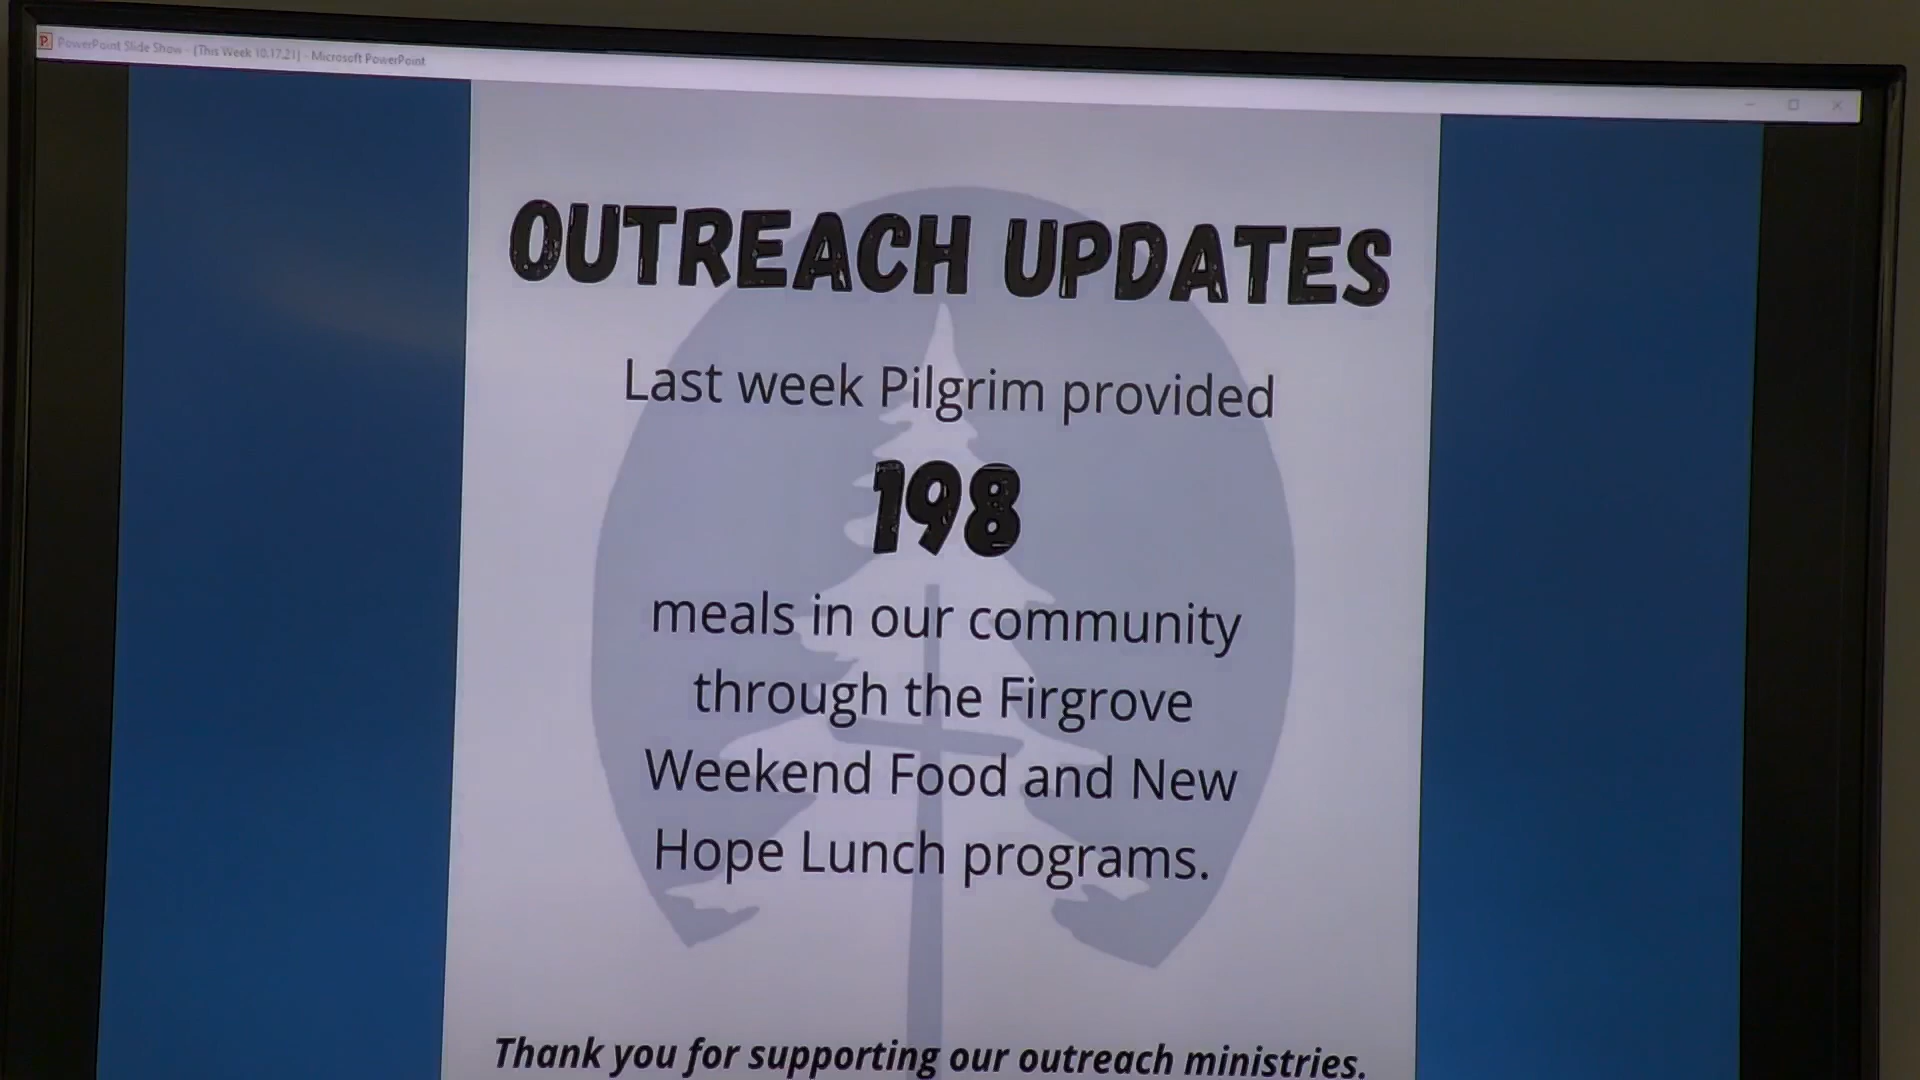 PowerPoint Slide Show - [This Week 10.17.21] - Microsoft PowerPoint
OUTREACH UPDATES
Last week Pilgrim provided
198
meals in our community
through the Firgrove
Weekend Food and New
Hope Lunch programs.
Thank you for supporting our outreach ministries.